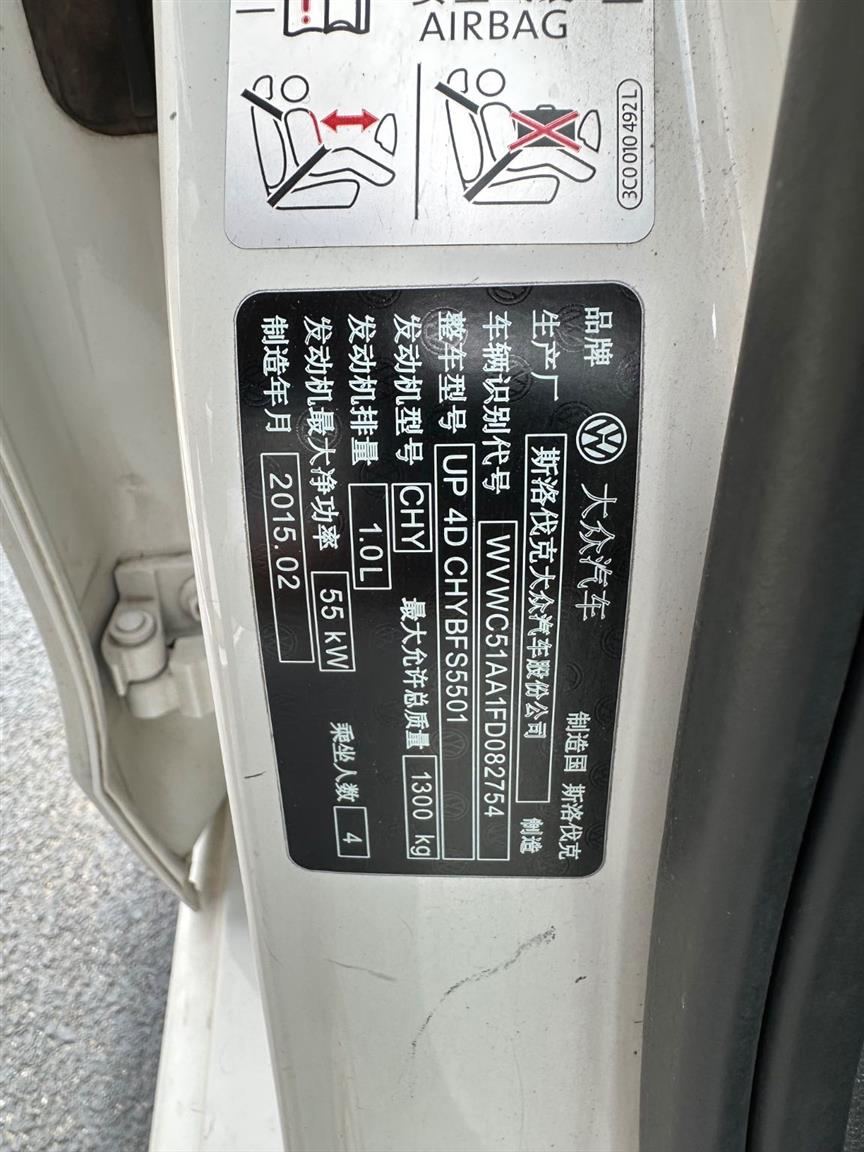 AIRBAG
3C0 010 492L
品牌 大众汽车 制造国 斯洛伐克
生产厂 斯洛伐克大众汽车股份公司 制造
车辆识别代号 WVWC51AA1FD082754
整车型号 UP 4D CHYBFS5501
发动机型号 CHY 最大允许总质量 1300 kg
发动机排量 1.0L
发动机最大净功率 55 kW 乘坐人数 4
制造年月 2015.02